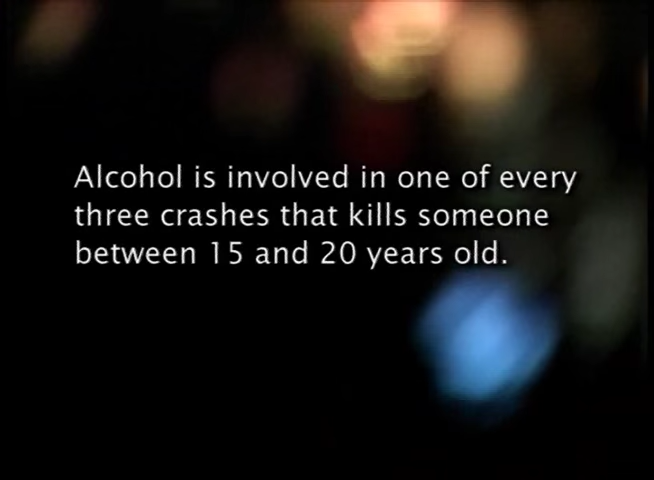 Alcohol is involved in one of every
three crashes that kills someone
between 15 and 20 years old.